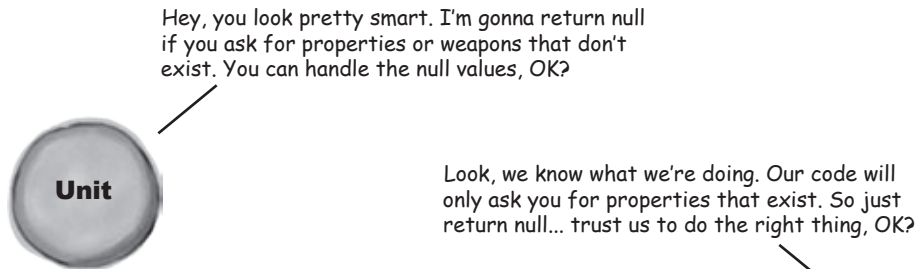 Hey, you look pretty smart. I'm gonna return null
if you ask for properties or weapons that don't
exist. You can handle the null values, OK?
Unit
Look, we know what we're doing. Our code will
only ask you for properties that exist. So just
return null... trust us to do the right thing, OK?